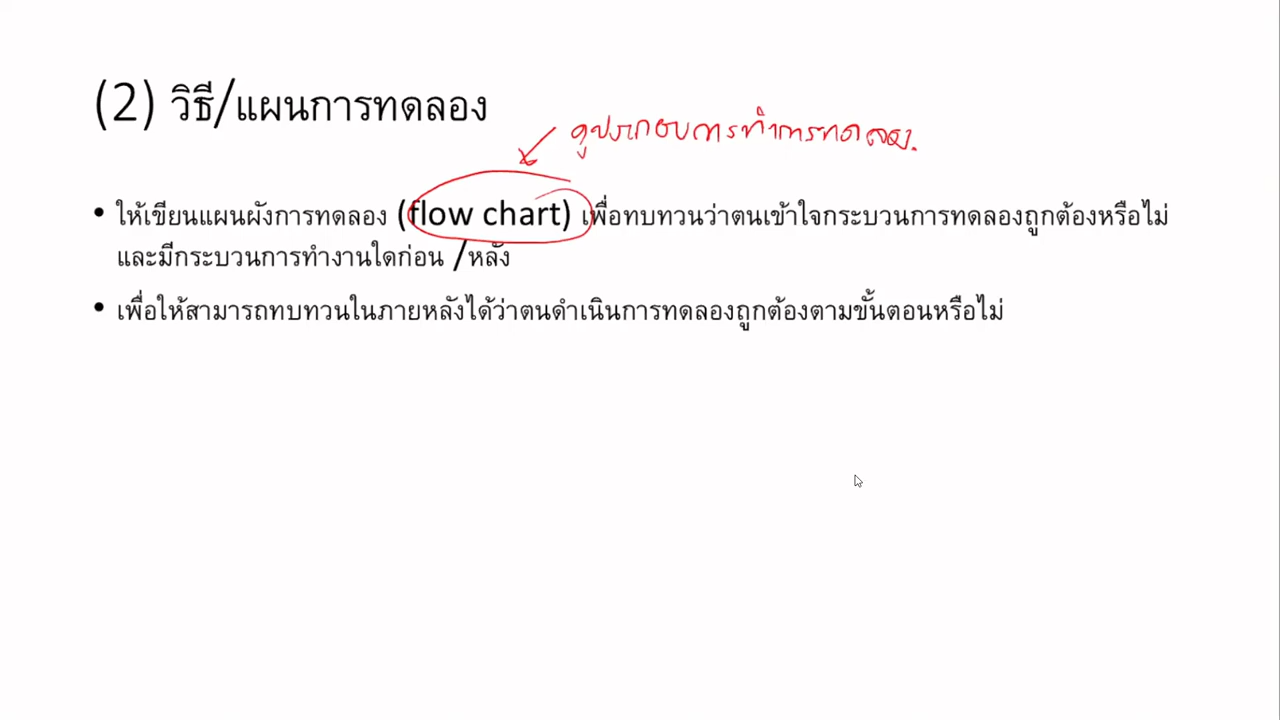 (2) วิธี/แผนการทดลอง
ดูประกอบการทำการทดลอง.
• ให้เขียนแผนผังการทดลอง (flow chart) เพื่อทบทวนว่าตนเข้าใจกระบวนการทดลองถูกต้องหรือไม่
และมีกระบวนการทำงานใดก่อน /หลัง
• เพื่อให้สามารถทบทวนในภายหลังได้ว่าตนดำเนินการทดลองถูกต้องตามขั้นตอนหรือไม่